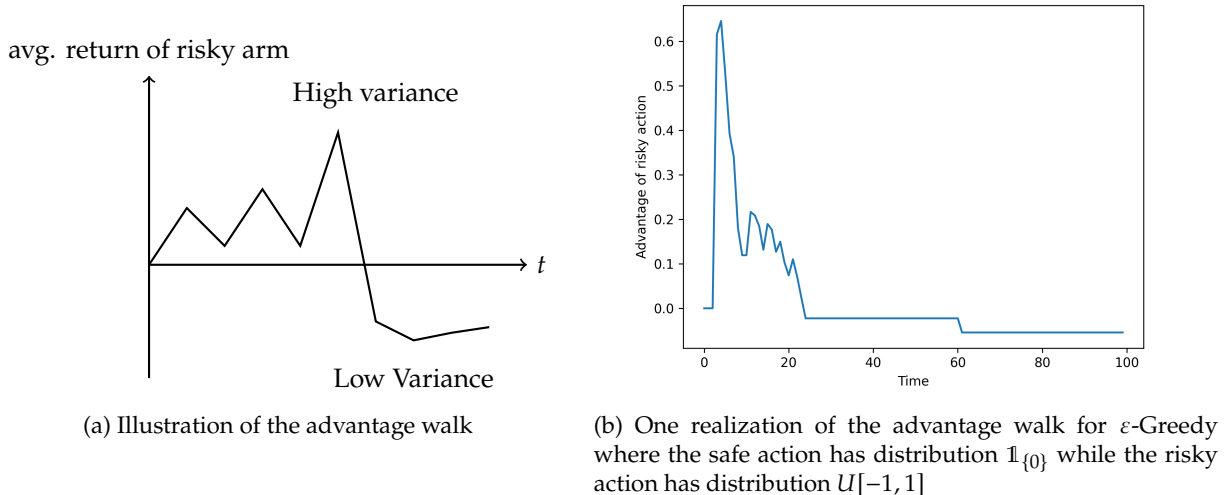 avg. return of risky arm
High variance
t
Low Variance
(a) Illustration of the advantage walk
Advantage of risky action
0.6
0.5
0.4
0.3
0.2
0.1
0.0
0 20 40 60 80 100
Time
(b) One realization of the advantage walk for ε-Greedy
where the safe action has distribution 𝟙{0} while the risky
action has distribution U[−1, 1]